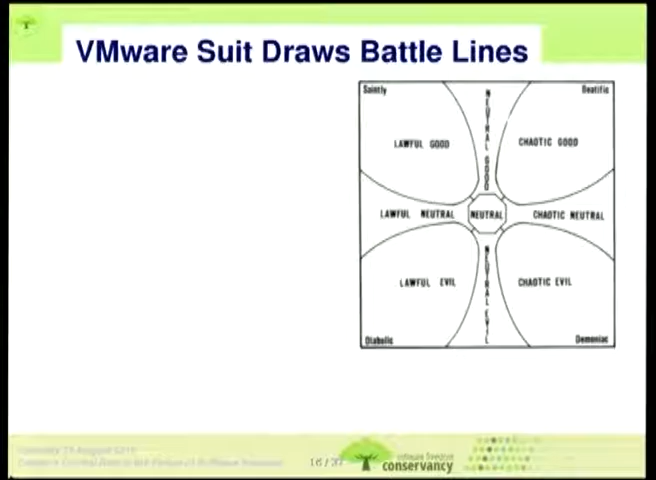 VMware Suit Draws Battle Lines
Saintly
Beatific
NEUTRAL GOOD
LAWFUL GOOD
CHAOTIC GOOD
LAWFUL NEUTRAL
NEUTRAL
CHAOTIC NEUTRAL
NEUTRAL EVIL
LAWFUL EVIL
CHAOTIC EVIL
Diabolic
Demoniac
conservancy